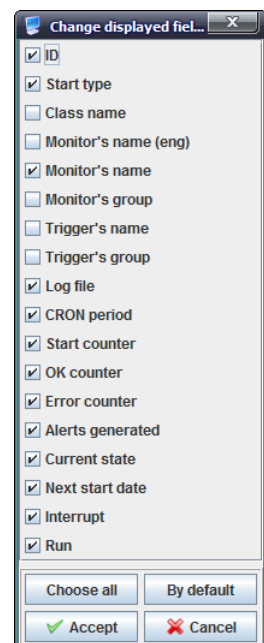 Change displayed fiel...
ID
Start type
Class name
Monitor's name (eng)
Monitor's name
Monitor's group
Trigger's name
Trigger's group
Log file
CRON period
Start counter
OK counter
Error counter
Alerts generated
Current state
Next start date
Interrupt
Run
Choose all By default
Accept Cancel